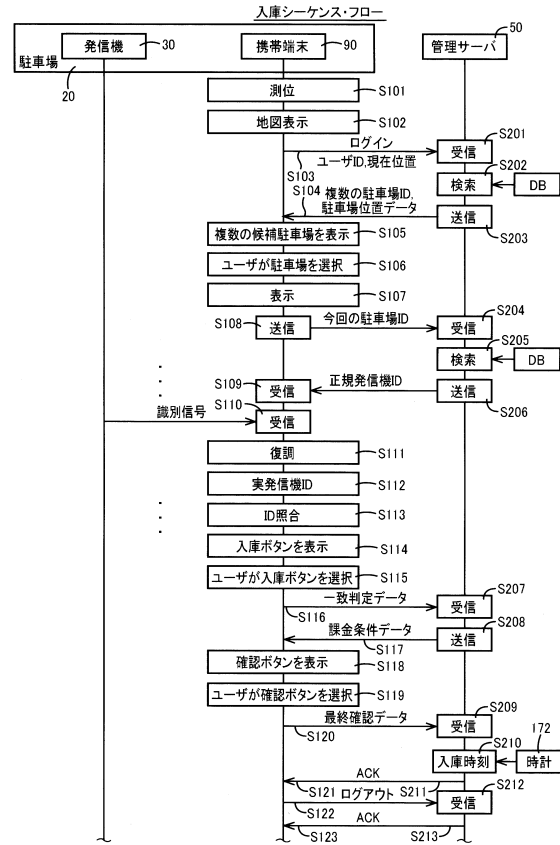 入庫シーケンス・フロー
発信機
30
携帯端末
90
50
管理サーバ
駐車場
20
測位
S101
地図表示
S102
ログイン
S201
受信
ユーザID,現在位置
S103
S202
検索
DB
S104
複数の駐車場ID,
駐車場位置データ
送信
S203
複数の候補駐車場を表示
S105
ユーザが駐車場を選択
S106
表示
S107
S108
送信
今回の駐車場ID
S204
受信
S205
検索
DB
S109
受信
正規発信機ID
送信
S206
S110
識別信号
受信
復調
S111
実発信機ID
S112
ID照合
S113
入庫ボタンを表示
S114
ユーザが入庫ボタンを選択
S115
一致判定データ
S207
受信
S116
課金条件データ
S208
送信
S117
確認ボタンを表示
S118
ユーザが確認ボタンを選択
S119
最終確認データ
S209
受信
S120
S210
172
入庫時刻
時計
ACK
S121
ログアウト
S211
S212
受信
S122
ACK
S123
S213